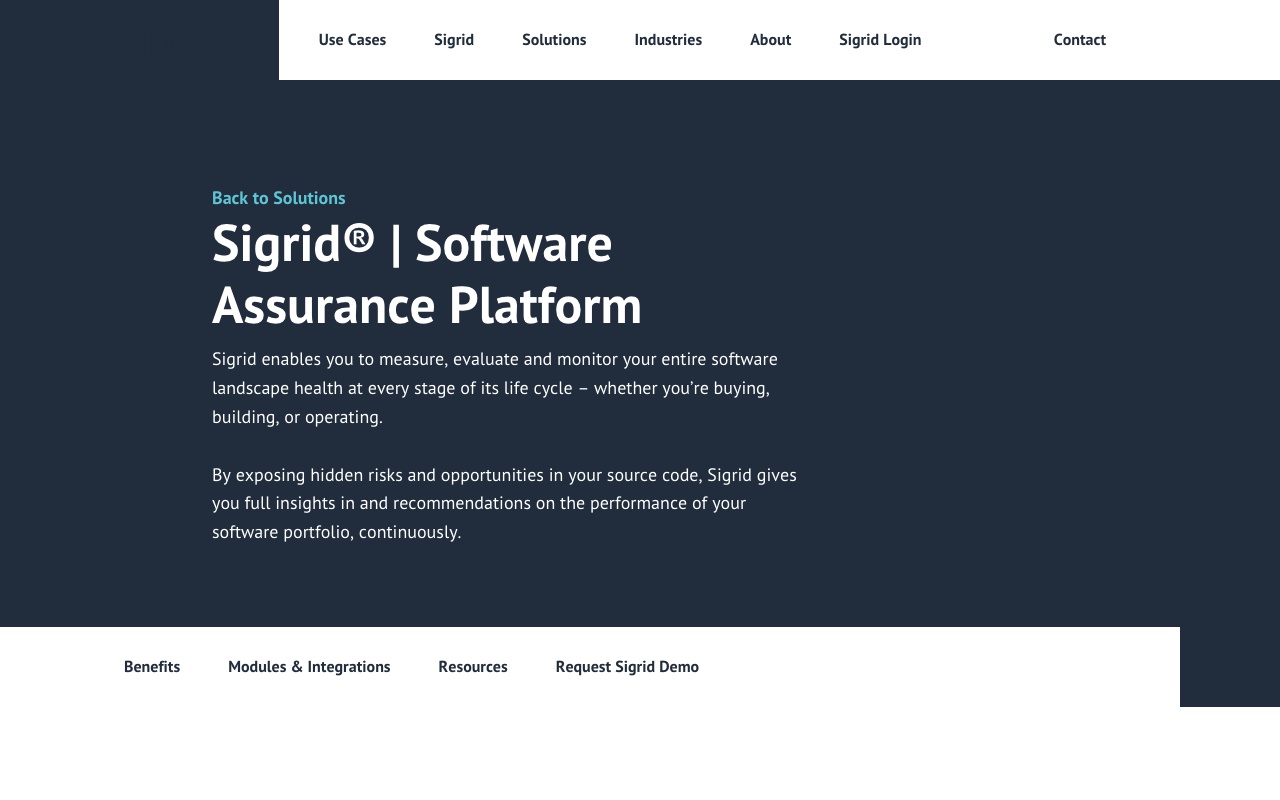 Use Cases Sigrid Solutions Industries About Sigrid Login Contact
Back to Solutions
Sigrid® | Software
Assurance Platform
Sigrid enables you to measure, evaluate and monitor your entire software
landscape health at every stage of its life cycle – whether you’re buying,
building, or operating.
By exposing hidden risks and opportunities in your source code, Sigrid gives
you full insights in and recommendations on the performance of your
software portfolio, continuously.
Benefits Modules & Integrations Resources Request Sigrid Demo